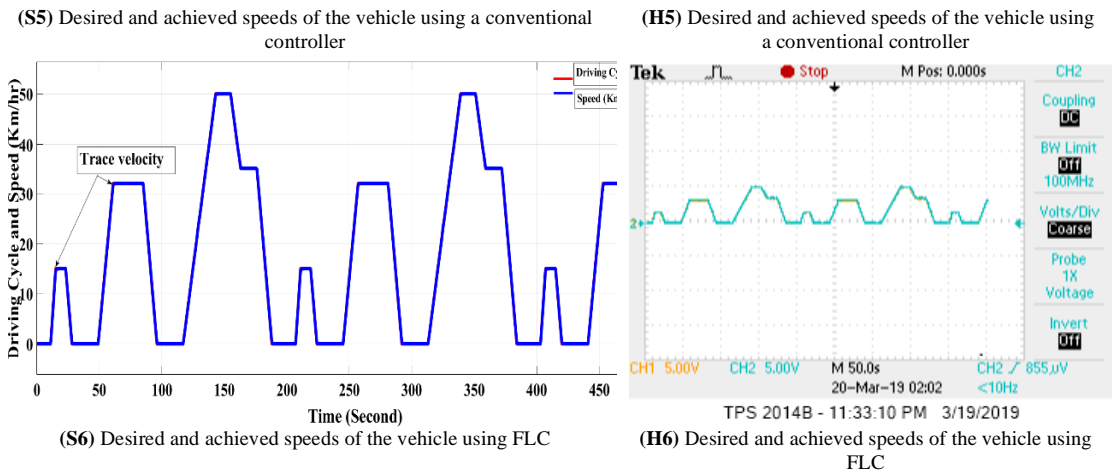 (S5) Desired and achieved speeds of the vehicle using a conventional
controller
(H5) Desired and achieved speeds of the vehicle using
a conventional controller
Driving Cy
Speed (Kn
Trace velocity
Driving Cycle and Speed (Km/hr)
50
40
30
20
10
0
0
50
100
150
200
250
300
350
400
450
Time (Second)
Tek
Stop
M Pos: 0.000s
CH2
Coupling
DC
BW Limit
Off
100MHz
Volts/Div
Coarse
Probe
1X
Voltage
Invert
Off
2
CH1 5.00V
CH2 5.00V
M 50.0s
CH2
855µV
20-Mar-19 02:02
<10Hz
TPS 2014B - 11:33:10 PM 3/19/2019
(S6) Desired and achieved speeds of the vehicle using FLC
(H6) Desired and achieved speeds of the vehicle using
FLC